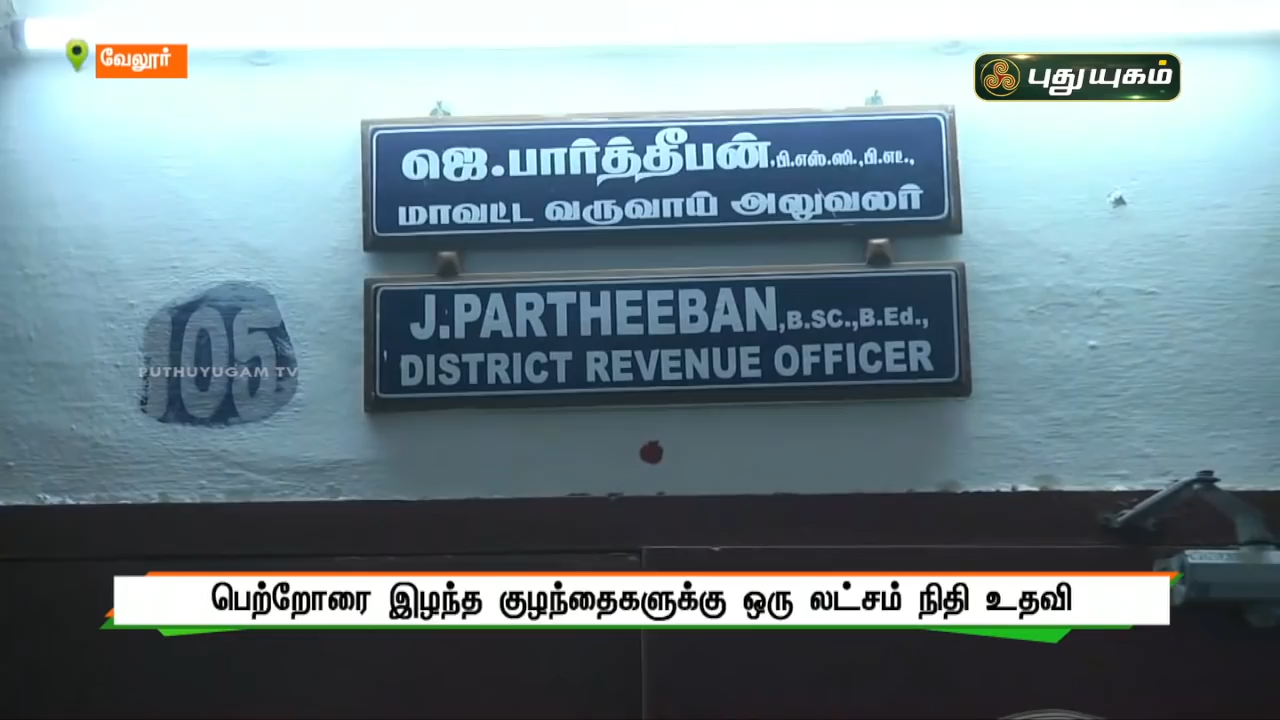 வேலூர்
புதுயுகம்
ஜெ.பார்த்தீபன்,பி.எஸ்.ஸி.,பி.எட்.,
மாவட்ட வருவாய் அலுவலர்
J.PARTHEEBAN,B.SC.,B.Ed.,
DISTRICT REVENUE OFFICER
105
PUTHUYUGAM TV
பெற்றோரை இழந்த குழந்தைகளுக்கு ஒரு லட்சம் நிதி உதவி